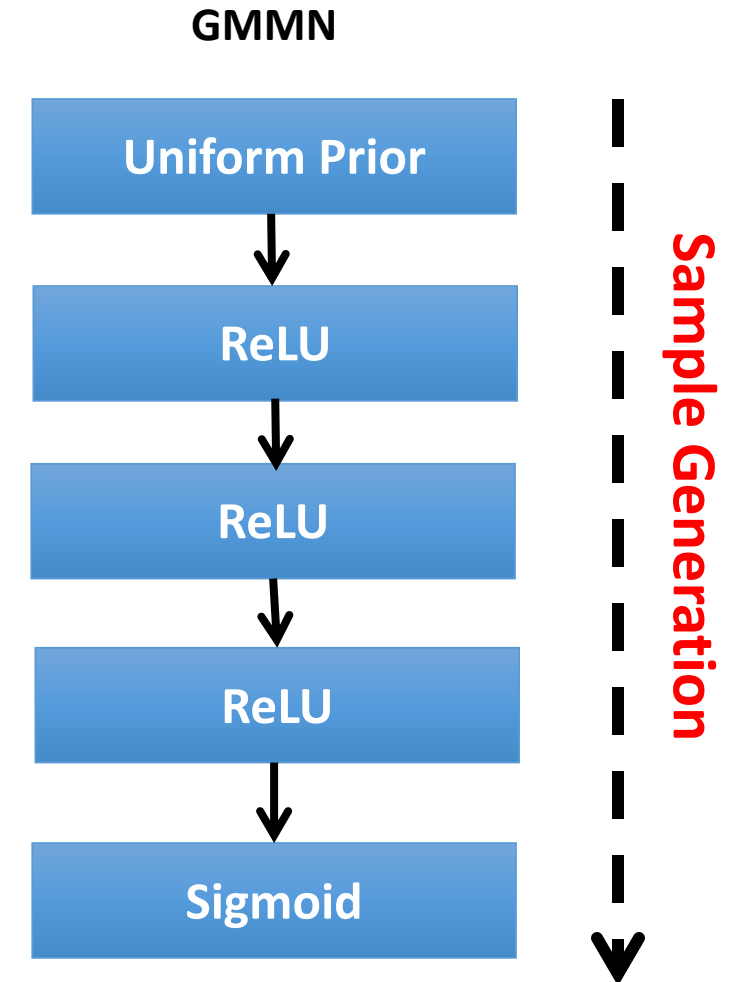 GMMN
Uniform Prior
ReLU
ReLU
ReLU
Sigmoid
Sample Generation